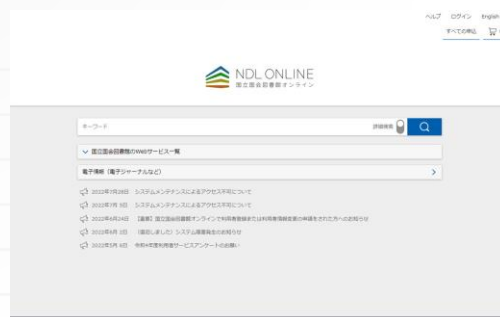 ヘルプ ログイン English
すべての申込
NDL ONLINE
国立国会図書館オンライン
キーワード 詳細検索
国立国会図書館のWebサービス一覧
電子情報（電子ジャーナルなど）
2022年7月28日 システムメンテナンスによるアクセス不可について
2022年7月 5日 システムメンテナンスによるアクセス不可について
2022年6月24日 【重要】国立国会図書館オンラインで利用者登録または利用者情報変更の申請をされた方へのお知らせ
2022年6月 2日 （復旧しました）システム障害発生のお知らせ
2022年5月 6日 令和4年度利用者サービスアンケートのお願い